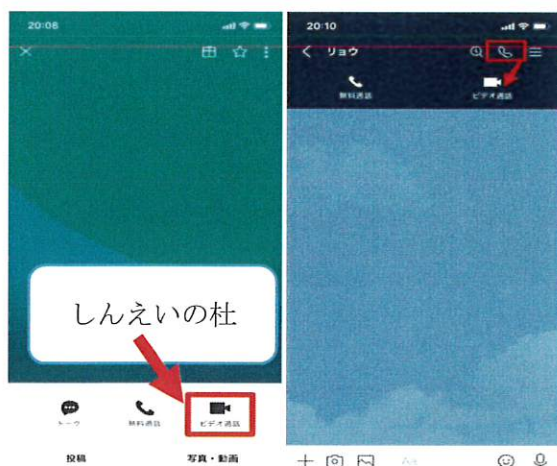 20:06
しんえいの杜
トーク
無料通話
ビデオ通話
投稿
写真・動画
20:10
リョウ
無料通話
ビデオ通話
Aa